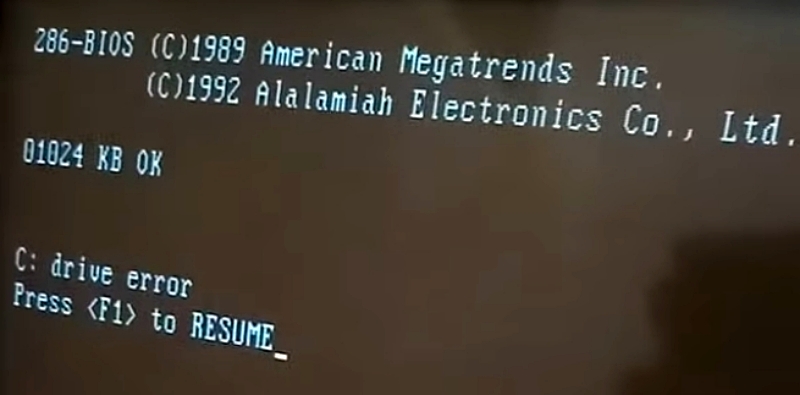 286-BIOS (C)1989 American Megatrends Inc.
(C)1992 Alalamiah Electronics Co., Ltd.
01024 KB OK
C: drive error
Press <F1> to RESUME_